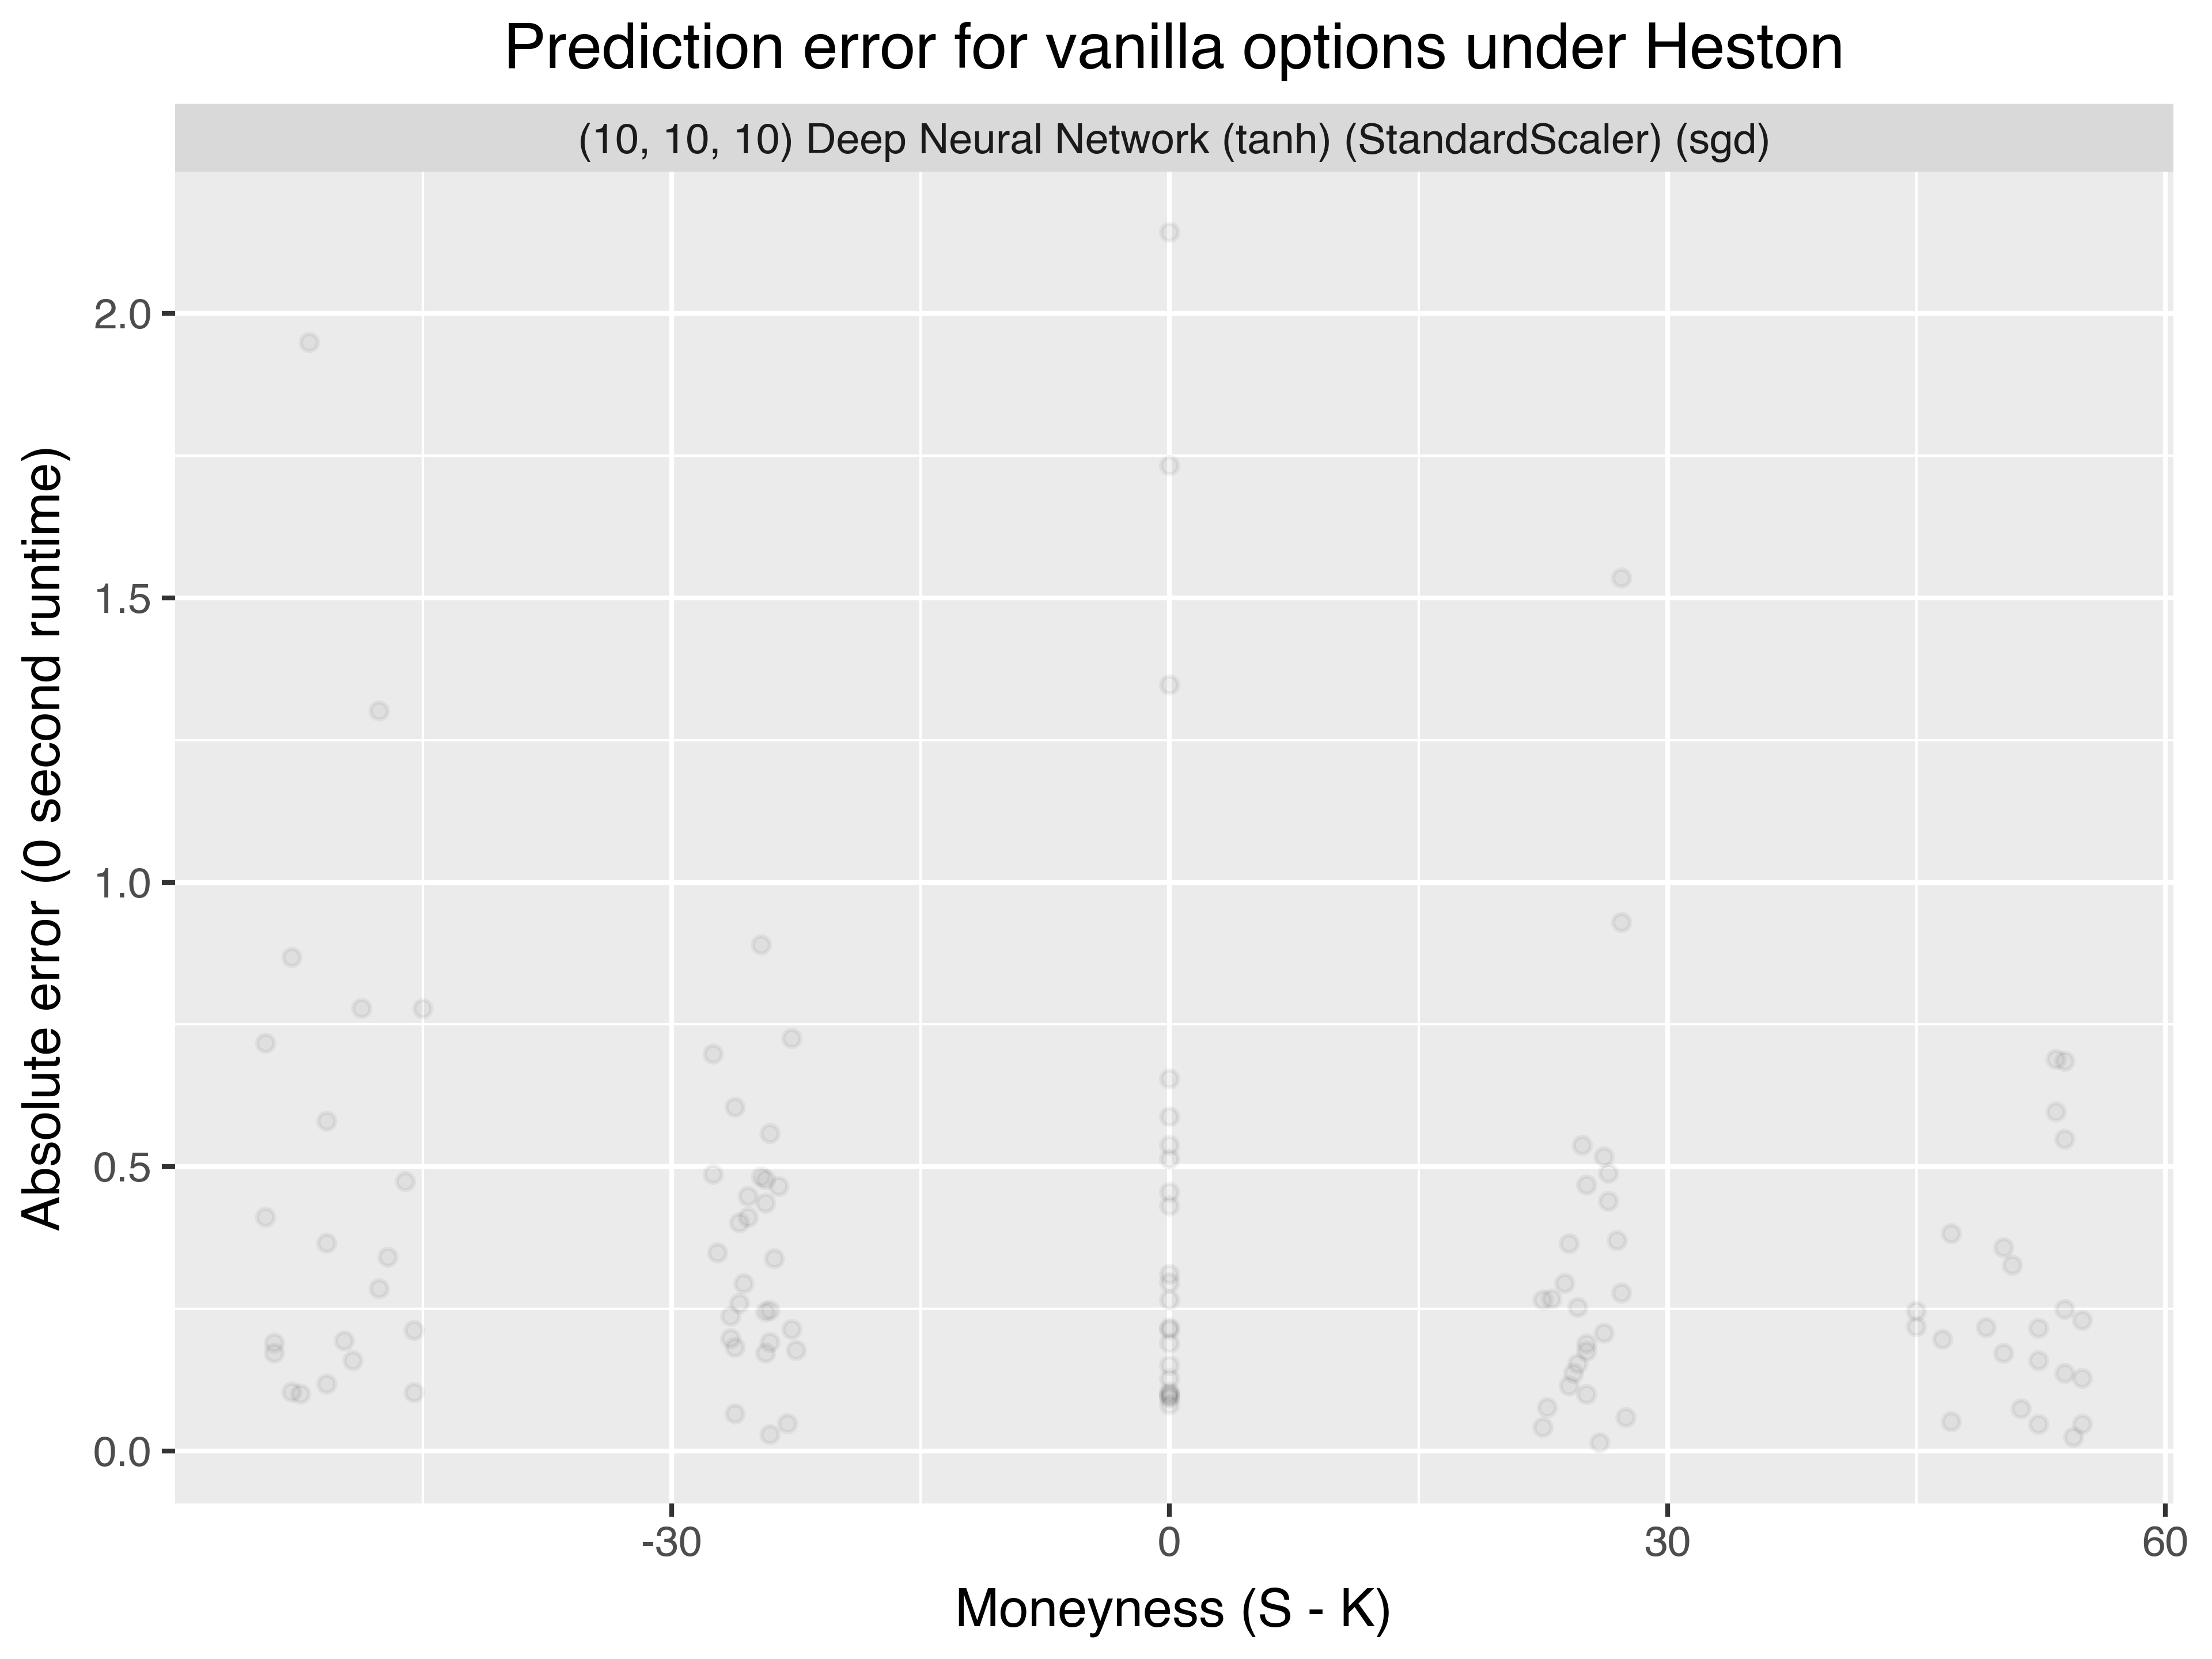 Prediction error for vanilla options under Heston
(10, 10, 10) Deep Neural Network (tanh) (StandardScaler) (sgd)
Absolute error (0 second runtime)
2.0
1.5
1.0
0.5
0.0
-30 0 30 60
Moneyness (S - K)